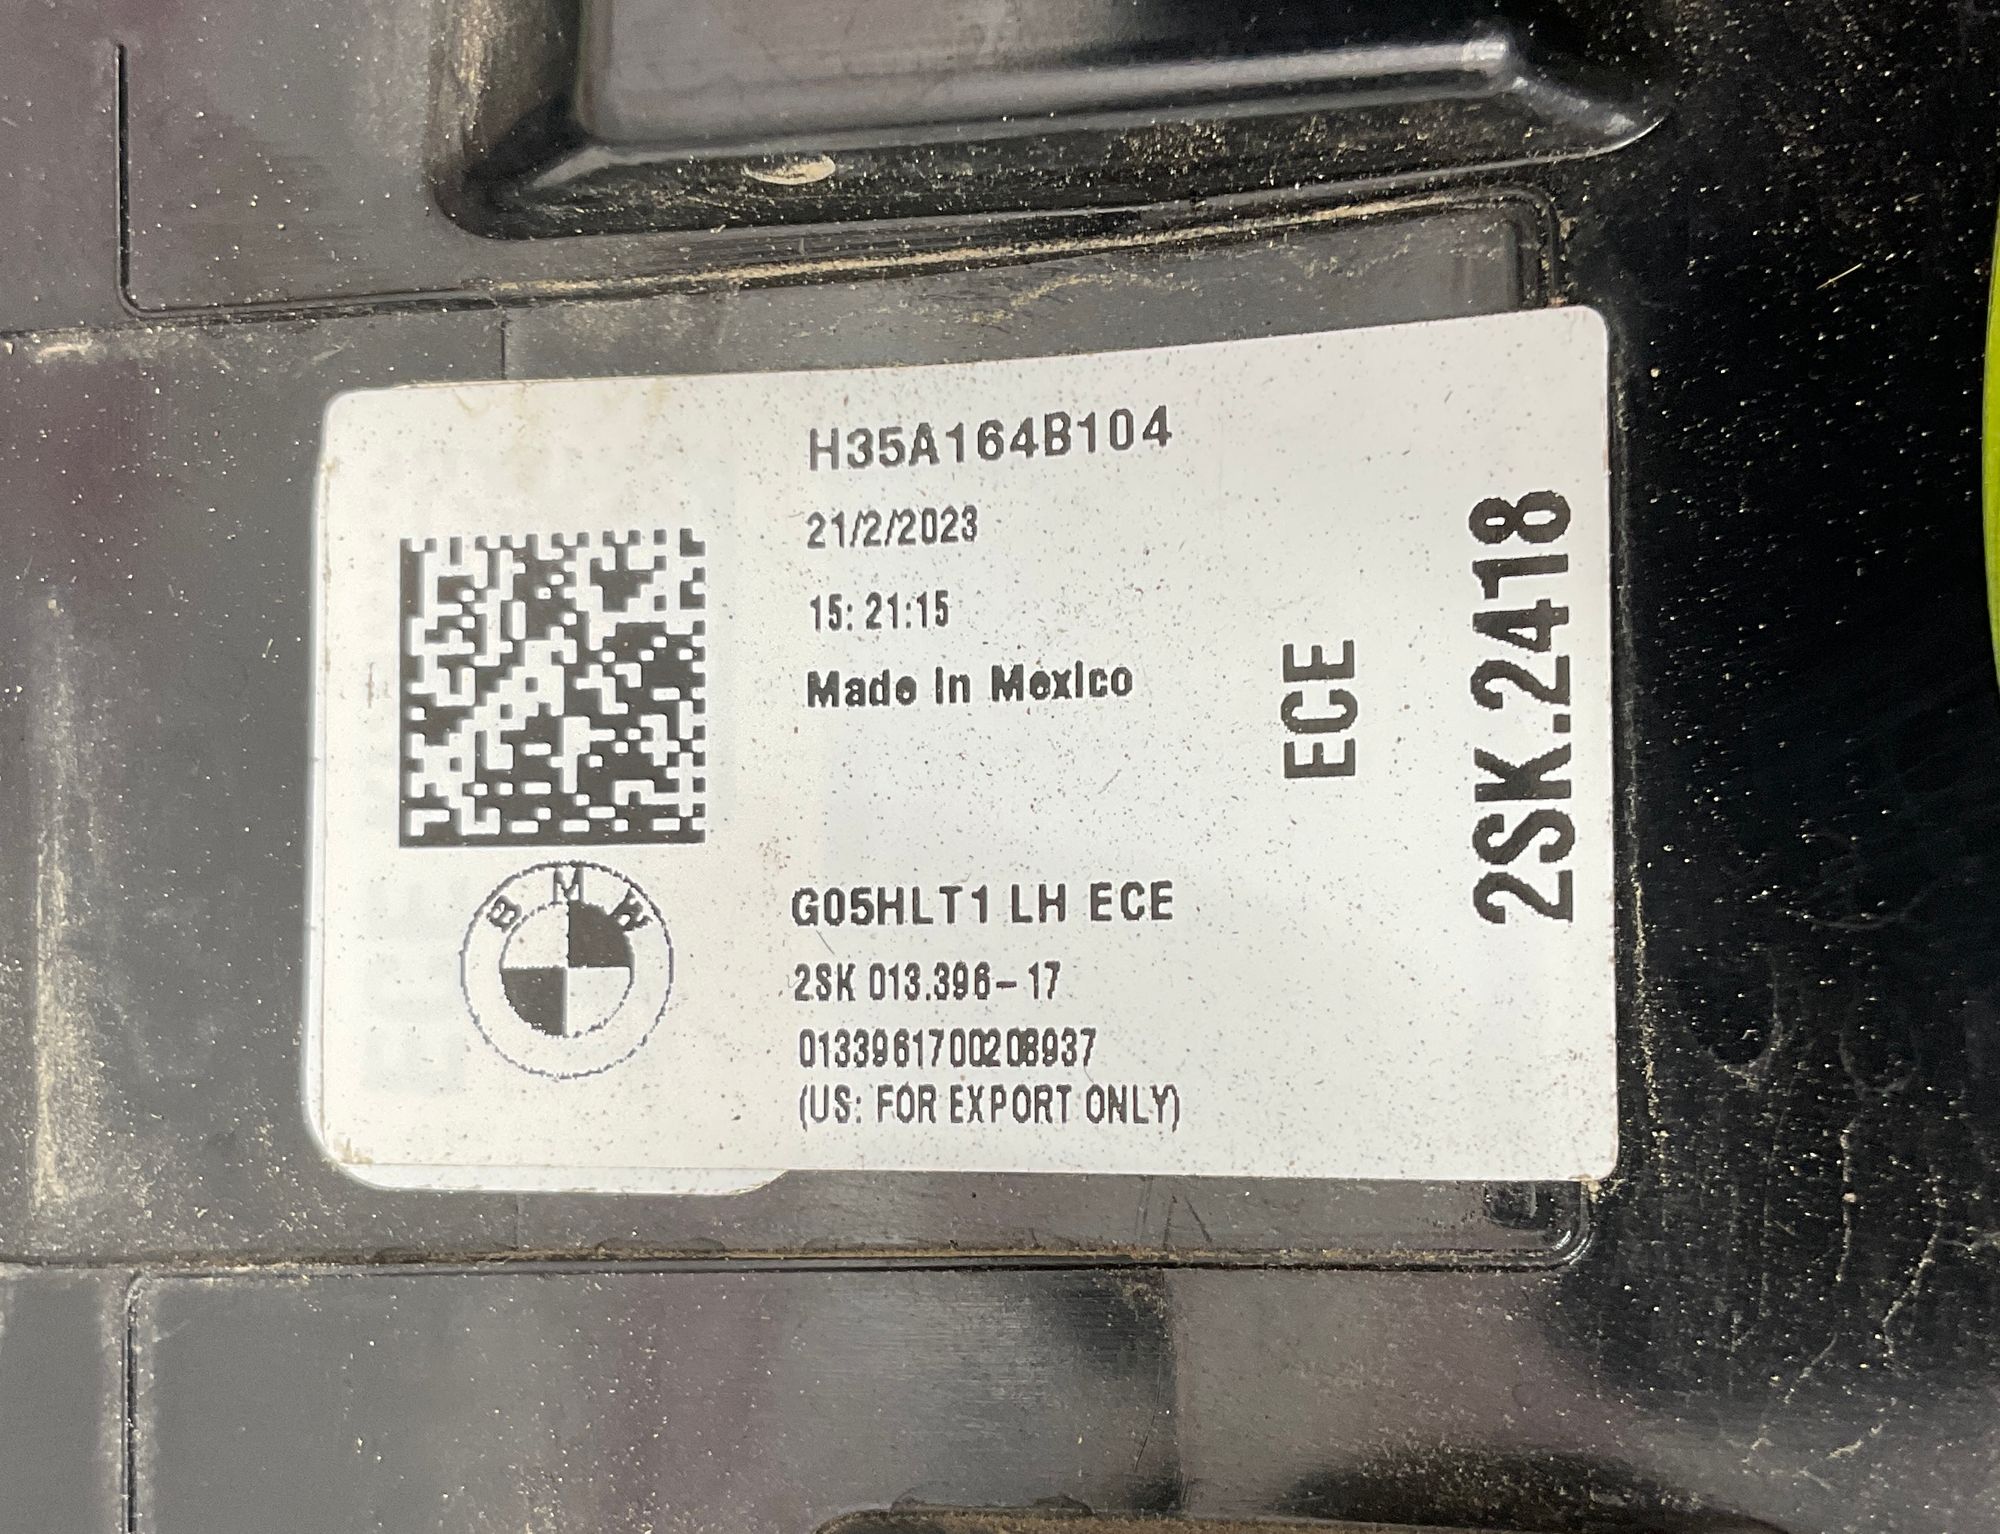 H35A164B104
21/2/2023
15: 21:15
Made In Mexico
ECE
2SK.2418
BMW
G05HLT1 LH ECE
2SK 013.396-17
0133961700208937
(US: FOR EXPORT ONLY)